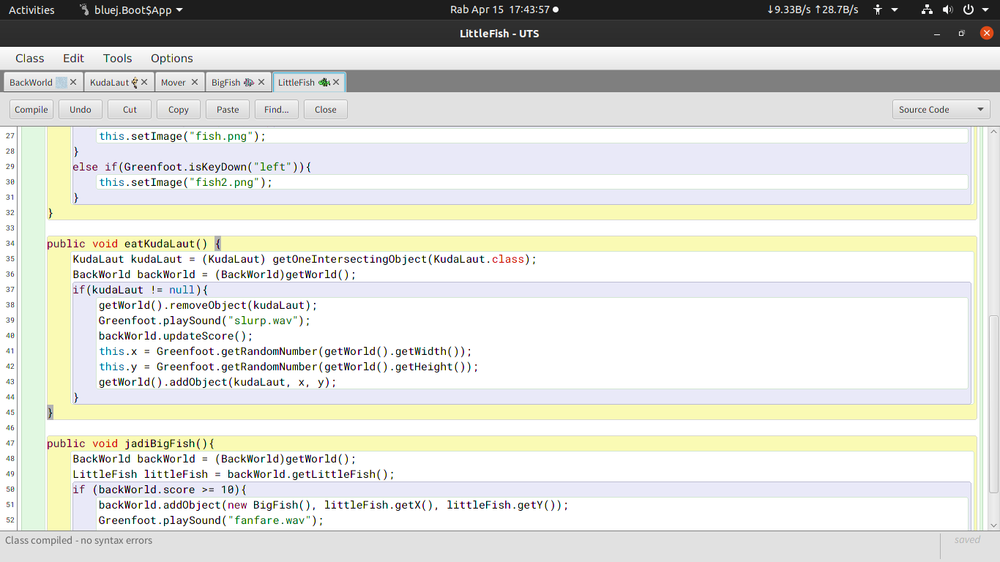 Activities bluej.Boot$App Rab Apr 15 17:43:57 ↓9.33B/s ↑28.7B/s
LittleFish - UTS
Class Edit Tools Options
BackWorld KudaLaut Mover BigFish LittleFish
Compile Undo Cut Copy Paste Find... Close Source Code
27 this.setImage("fish.png");
28 }
29 else if(Greenfoot.isKeyDown("left")){
30 this.setImage("fish2.png");
31 }
32 }
33
34 public void eatKudaLaut() {
35 KudaLaut kudaLaut = (KudaLaut) getOneIntersectingObject(KudaLaut.class);
36 BackWorld backWorld = (BackWorld)getWorld();
37 if(kudaLaut != null){
38 getWorld().removeObject(kudaLaut);
39 Greenfoot.playSound("slurp.wav");
40 backWorld.updateScore();
41 this.x = Greenfoot.getRandomNumber(getWorld().getWidth());
42 this.y = Greenfoot.getRandomNumber(getWorld().getHeight());
43 getWorld().addObject(kudaLaut, x, y);
44 }
45 }
46
47 public void jadiBigFish(){
48 BackWorld backWorld = (BackWorld)getWorld();
49 LittleFish littleFish = backWorld.getLittleFish();
50 if (backWorld.score >= 10){
51 backWorld.addObject(new BigFish(), littleFish.getX(), littleFish.getY());
52 Greenfoot.playSound("fanfare.wav");
Class compiled - no syntax errors saved